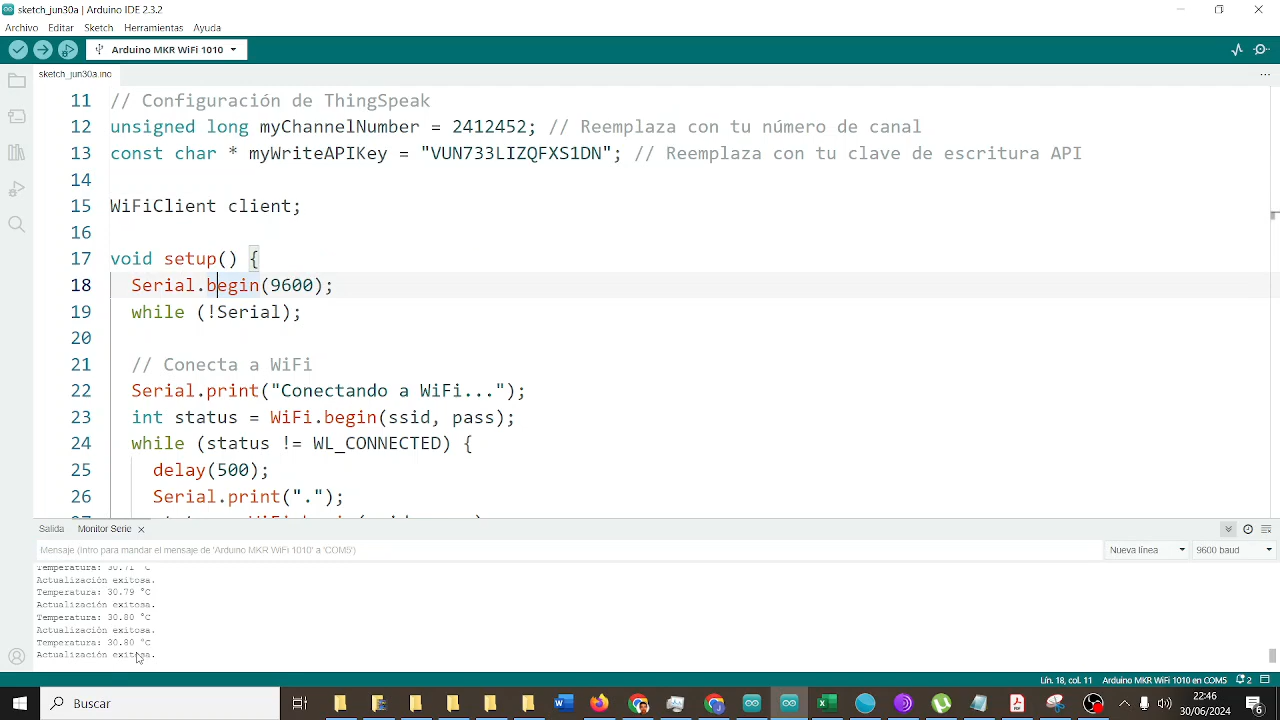 sketch_jun30a | Arduino IDE 2.3.2
Archivo Editar Sketch Herramientas Ayuda
Arduino MKR WiFi 1010
sketch_jun30a.ino
11 // Configuración de ThingSpeak
12 unsigned long myChannelNumber = 2412452; // Reemplaza con tu número de canal
13 const char * myWriteAPIKey = "VUN733LIZQFXS1DN"; // Reemplaza con tu clave de escritura API
14
15 WiFiClient client;
16
17 void setup() {
18 Serial.begin(9600);
19 while (!Serial);
20
21 // Conecta a WiFi
22 Serial.print("Conectando a WiFi...");
23 int status = WiFi.begin(ssid, pass);
24 while (status != WL_CONNECTED) {
25 delay(500);
26 Serial.print(".");
Salida Monitor Serie
Mensaje (Intro para mandar el mensaje de 'Arduino MKR WiFi 1010' a 'COM5')
Nueva línea
9600 baud
Temperatura: 30.71 °C
Actualización exitosa.
Temperatura: 30.79 °C
Actualización exitosa.
Temperatura: 30.80 °C
Actualización exitosa.
Temperatura: 30.80 °C
Actualización exitosa.
Lín. 18, col. 11 Arduino MKR WiFi 1010 en COM5 2
Buscar
22:46
30/06/2024
6